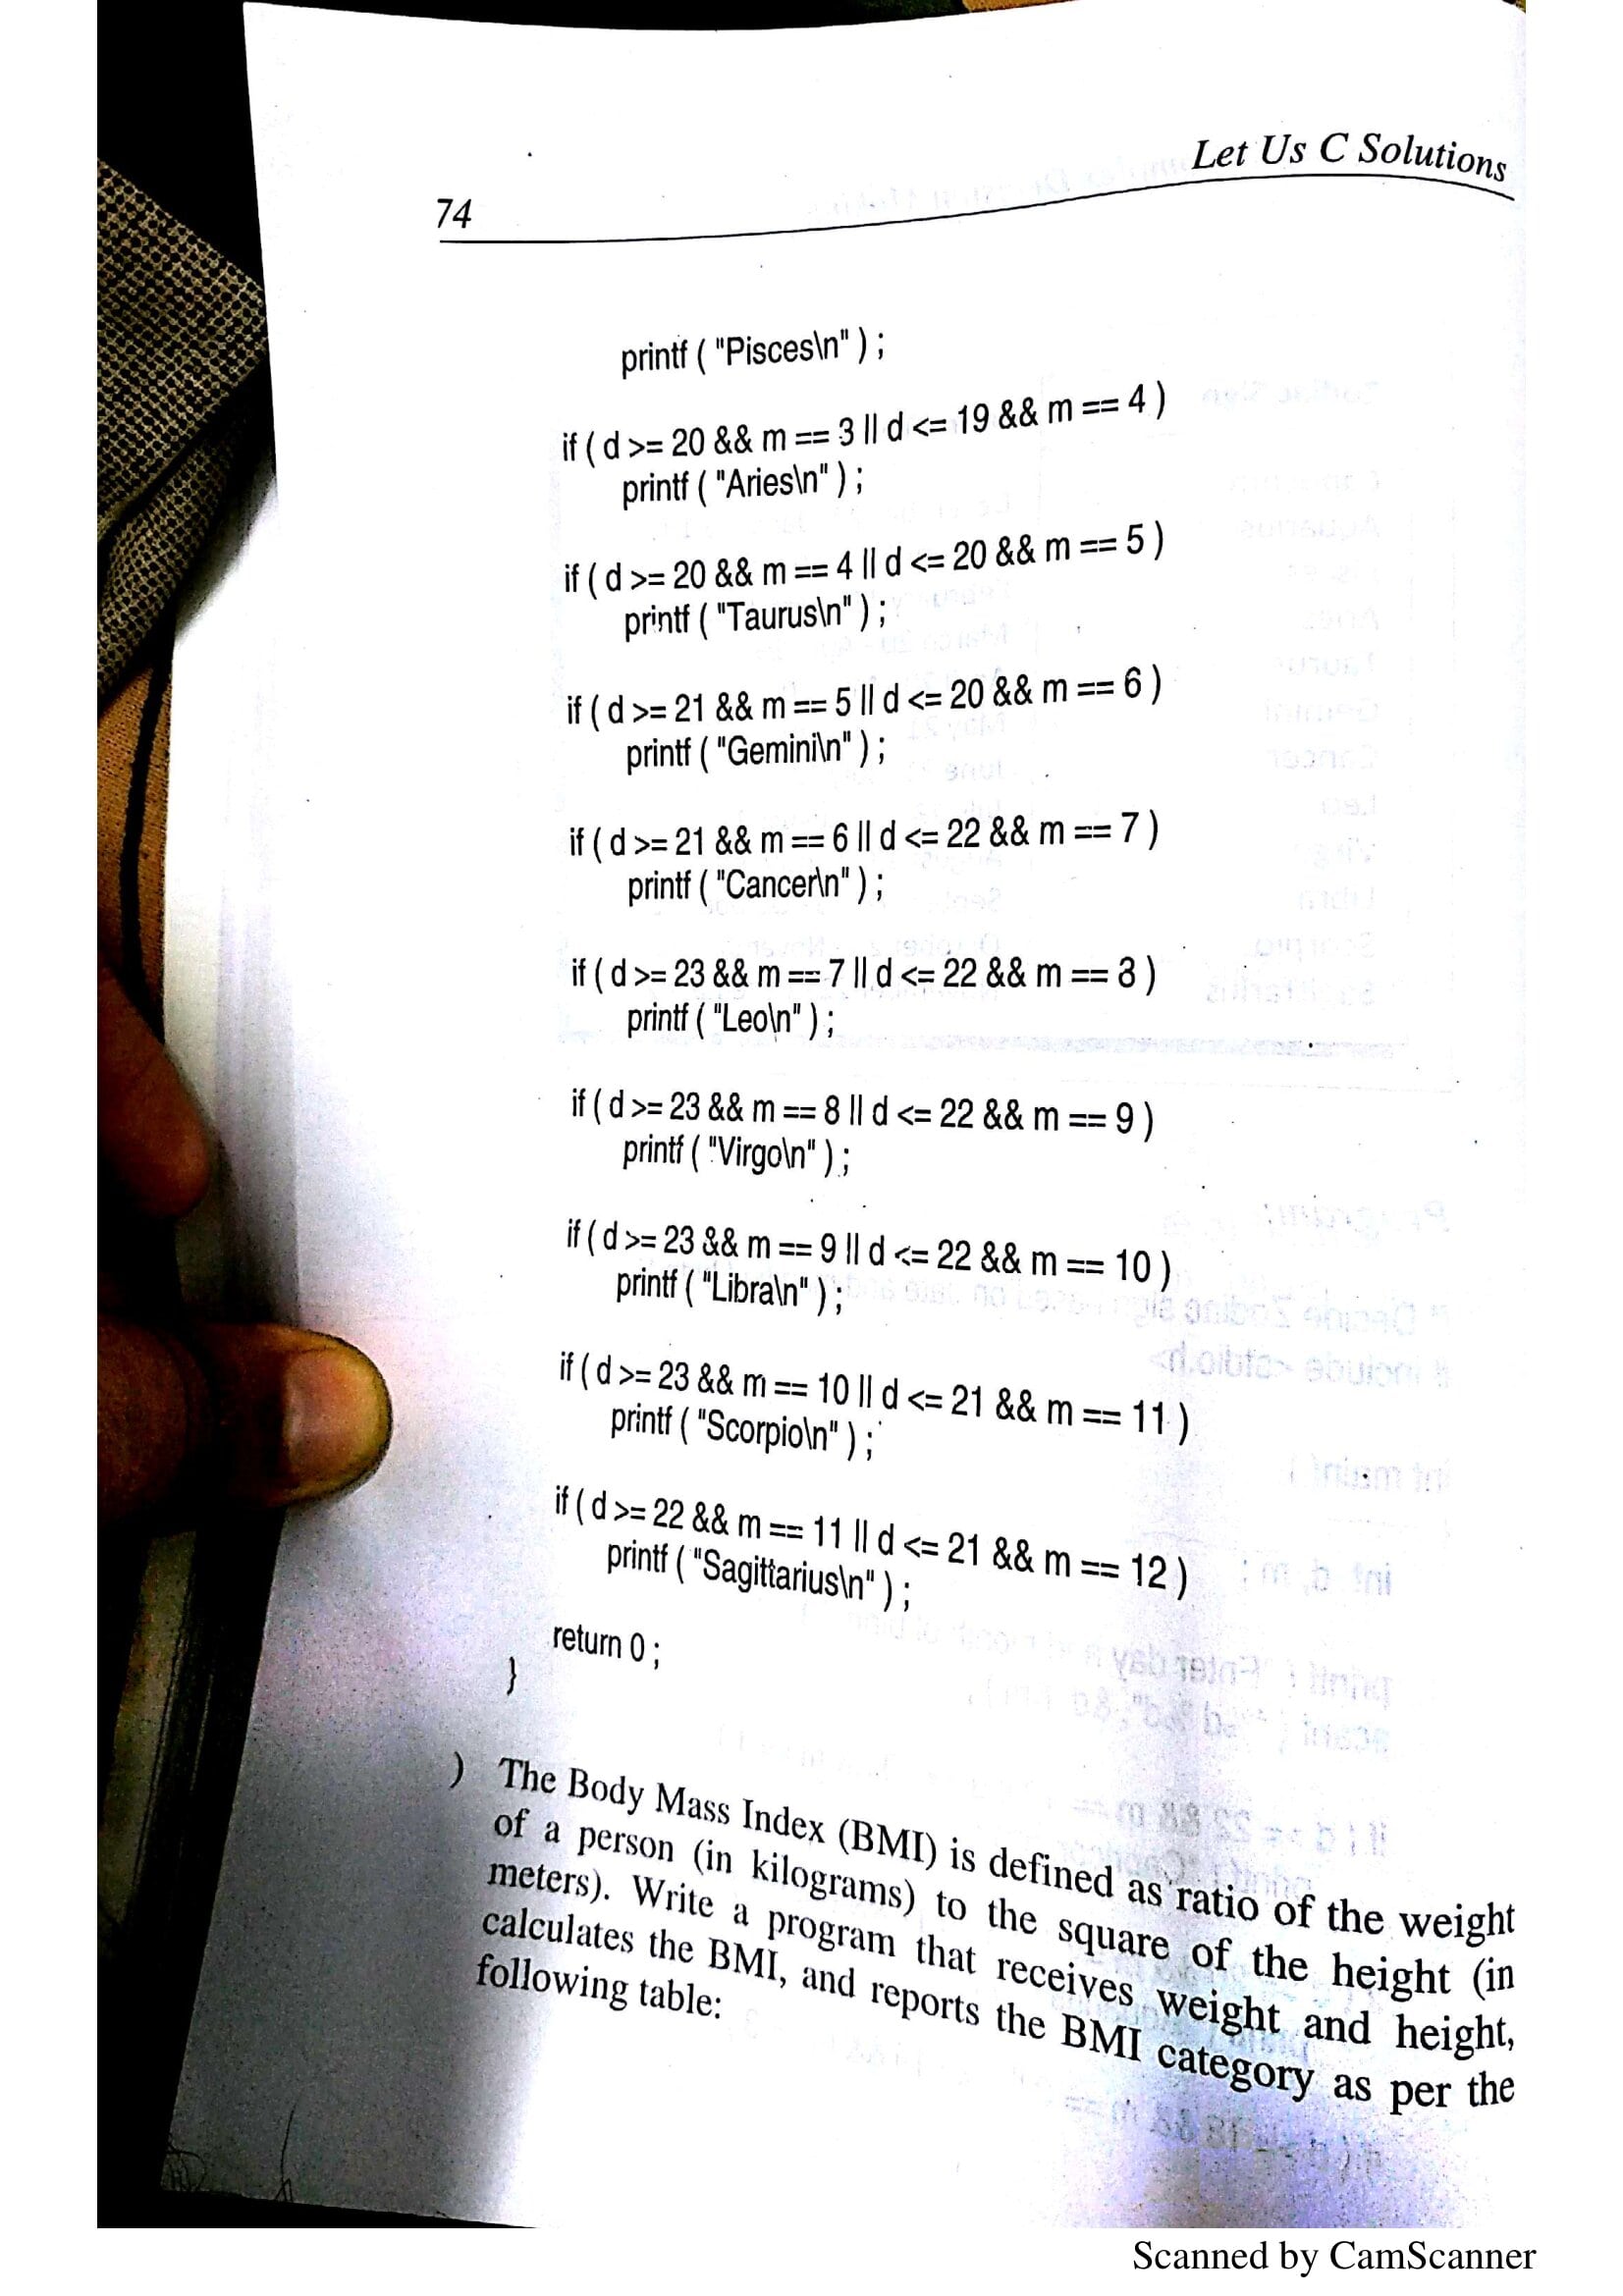 Let Us C Solutions
74
printf ( "Pisces\n" ) ;
if ( d >= 20 && m == 3 || d <= 19 && m == 4 )
printf ( "Aries\n" ) ;
if ( d >= 20 && m == 4 || d <= 20 && m == 5 )
printf ( "Taurus\n" ) ;
if ( d >= 21 && m == 5 || d <= 20 && m == 6 )
printf ( "Gemini\n" ) ;
if ( d >= 21 && m == 6 || d <= 22 && m == 7 )
printf ( "Cancer\n" ) ;
if ( d >= 23 && m == 7 || d <= 22 && m == 8 )
printf ( "Leo\n" ) ;
if ( d >= 23 && m == 8 || d <= 22 && m == 9 )
printf ( "Virgo\n" ) ;
if ( d >= 23 && m == 9 || d <= 22 && m == 10 )
printf ( "Libra\n" ) ;
if ( d >= 23 && m == 10 || d <= 21 && m == 11 )
printf ( "Scorpio\n" ) ;
if ( d >= 22 && m == 11 || d <= 21 && m == 12 )
printf ( "Sagittarius\n" ) ;
return 0 ;
}
) The Body Mass Index (BMI) is defined as ratio of the weight
of a person (in kilograms) to the square of the height (in
meters). Write a program that receives weight and height,
calculates the BMI, and reports the BMI category as per the
following table:
Scanned by CamScanner